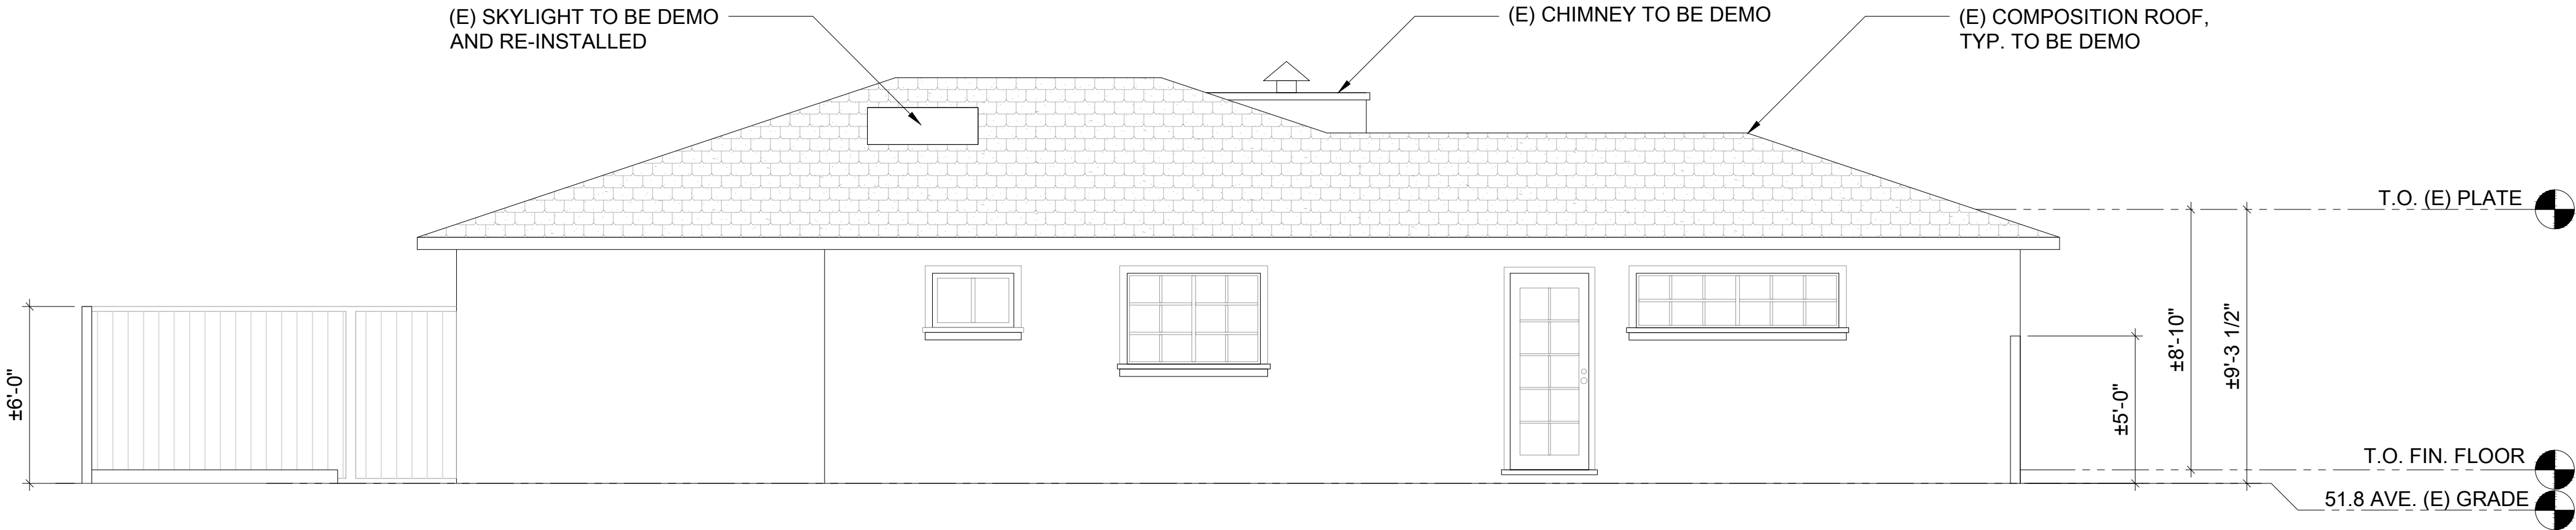 (E) SKYLIGHT TO BE DEMO
AND RE-INSTALLED
(E) CHIMNEY TO BE DEMO
(E) COMPOSITION ROOF,
TYP. TO BE DEMO
T.O. (E) PLATE
±6'-0"
±5'-0"
±8'-10"
±9'-3 1/2"
T.O. FIN. FLOOR
51.8 AVE. (E) GRADE